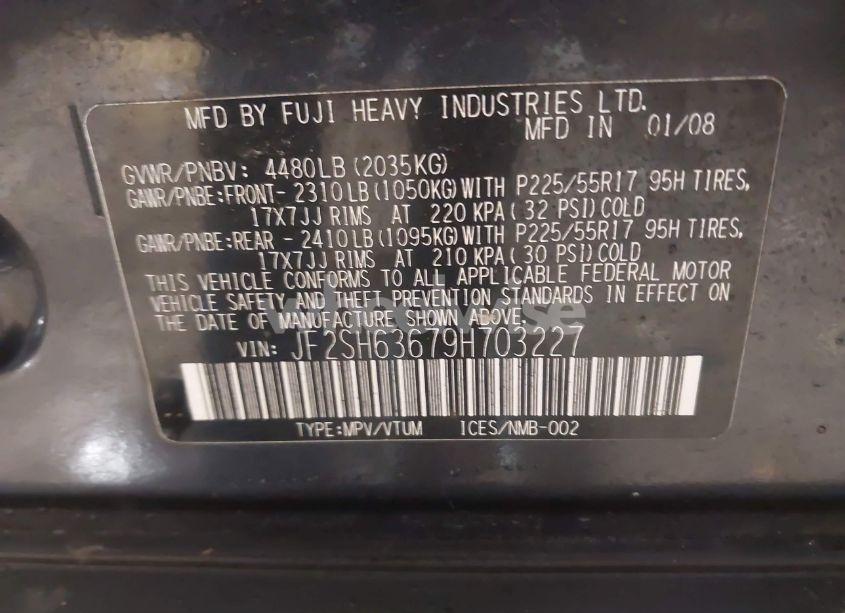 MFD BY FUJI HEAVY INDUSTRIES LTD.
MFD IN 01/08
GVWR/PNBV: 4480LB(2035KG)
GAWR/PNBE:FRONT- 2310LB(1050KG)WITH P225/55R17 95H TIRES,
17X7JJ RIMS AT 220 KPA(32 PSI)COLD
GAWR/PNBE:REAR - 2410LB(1095KG)WITH P225/55R17 95H TIRES,
17X7JJ RIMS AT 210 KPA(30 PSI)COLD
THIS VEHICLE CONFORMS TO ALL APPLICABLE FEDERAL MOTOR
VEHICLE SAFETY AND THEFT PREVENTION STANDARDS IN EFFECT ON
THE DATE OF MANUFACTURE SHOWN ABOVE.
VIN: JF2SH63679H703227
TYPE:MPV/VTUM ICES/NMB-002